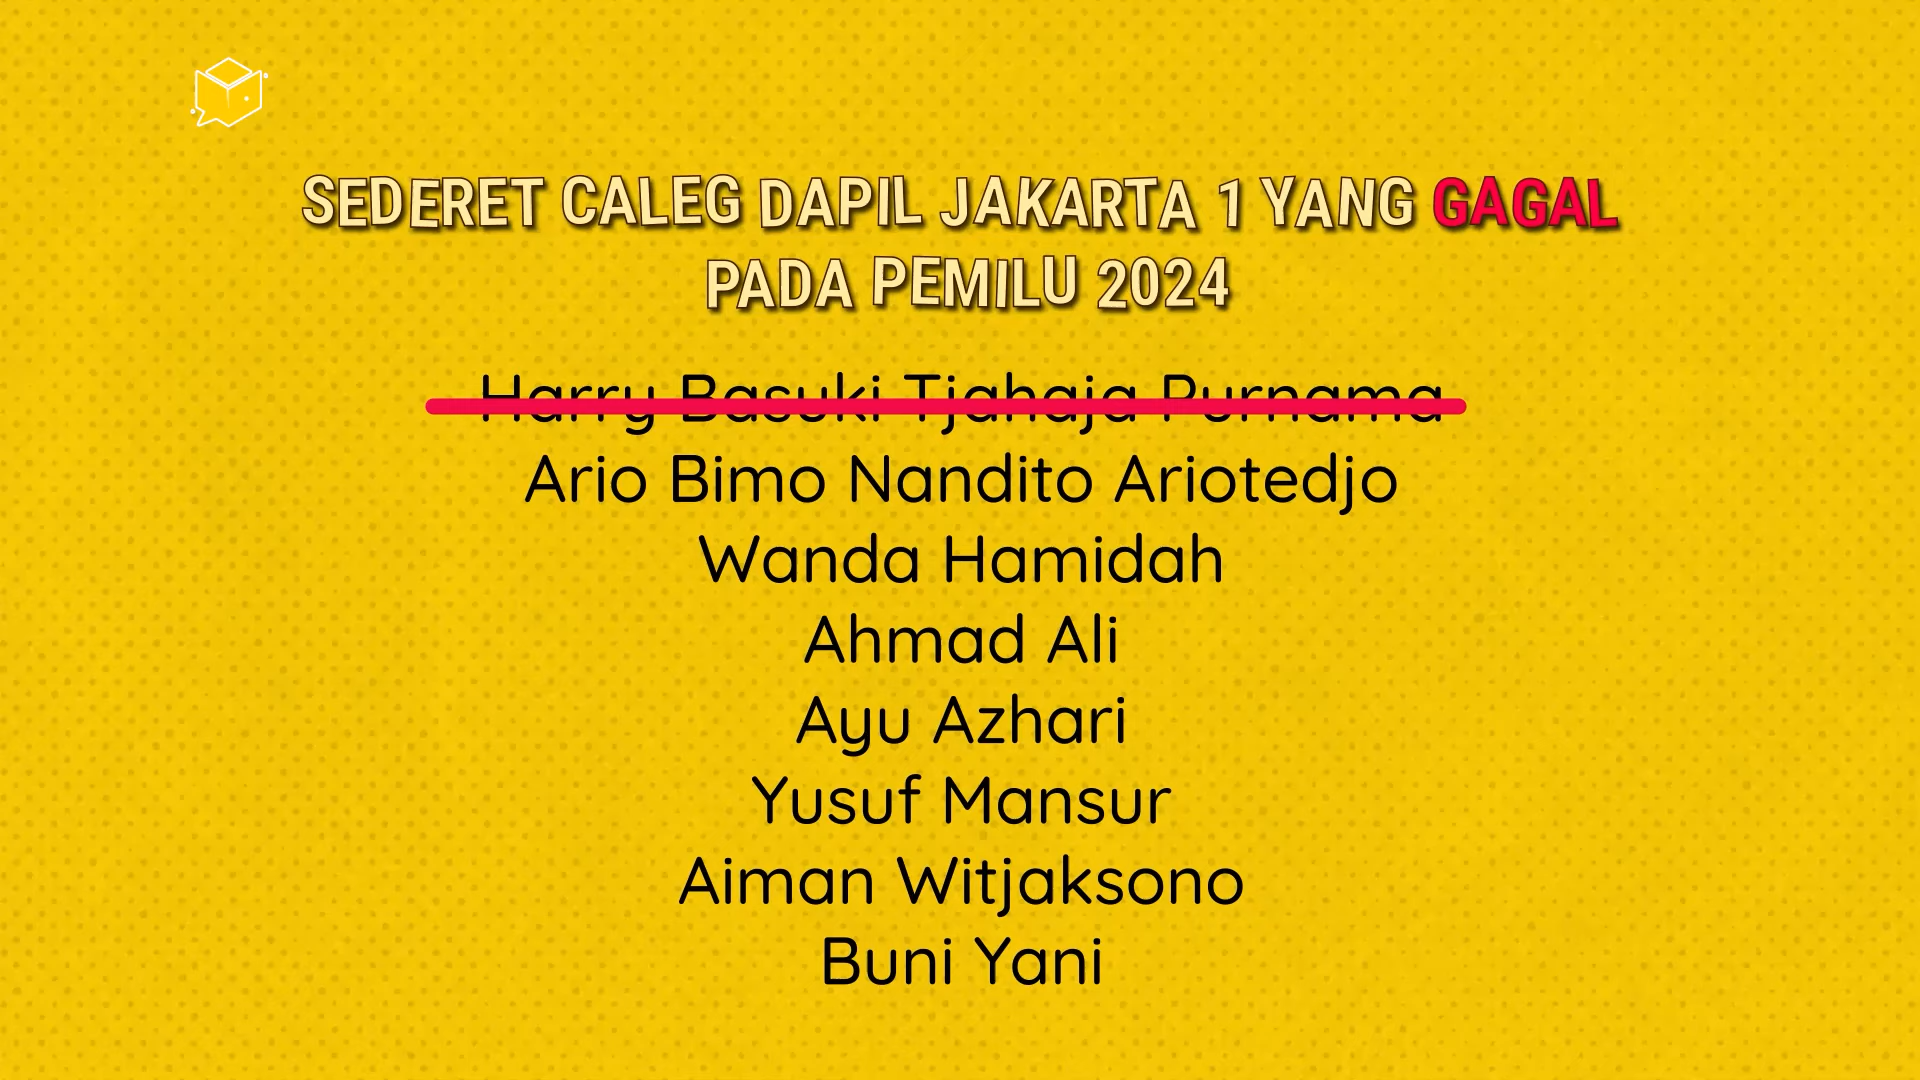 SEDERET CALEG DAPIL JAKARTA 1 YANG GAGAL
PADA PEMILU 2024
Harry Basuki Tjahaja Purnama
Ario Bimo Nandito Ariotedjo
Wanda Hamidah
Ahmad Ali
Ayu Azhari
Yusuf Mansur
Aiman Witjaksono
Buni Yani